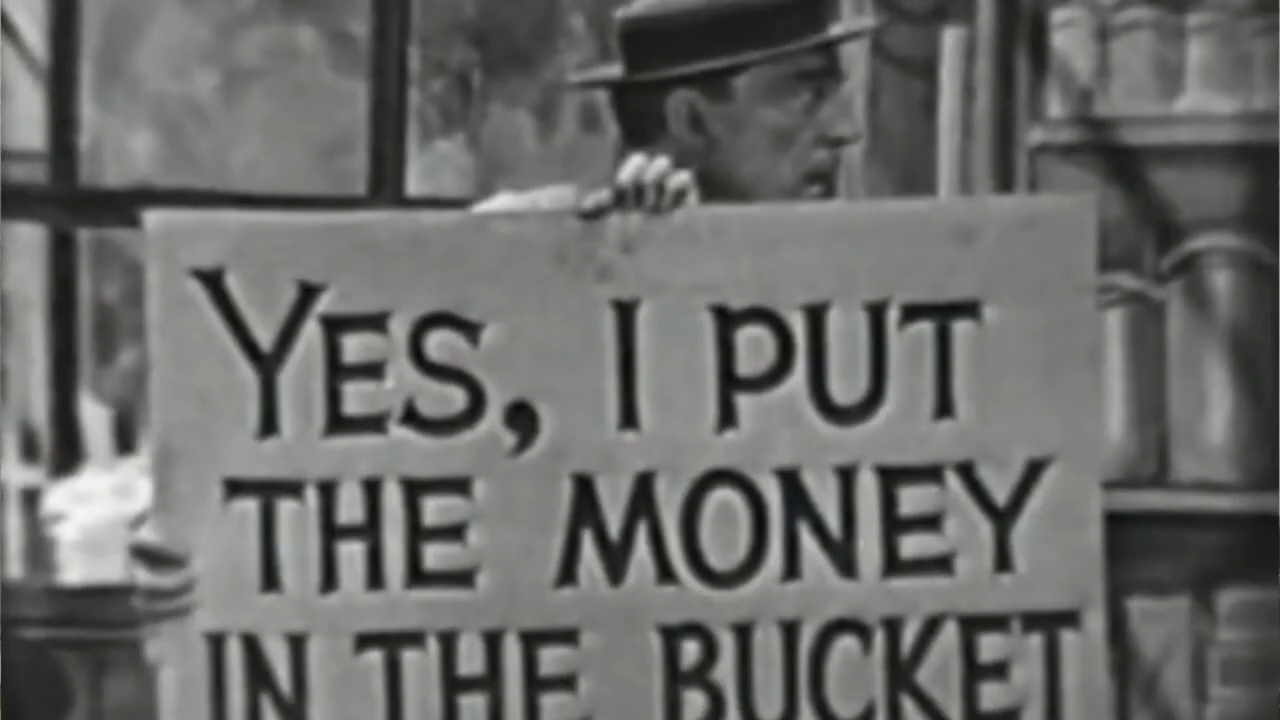 YES, I PUT
THE MONEY
IN THE BUCKET